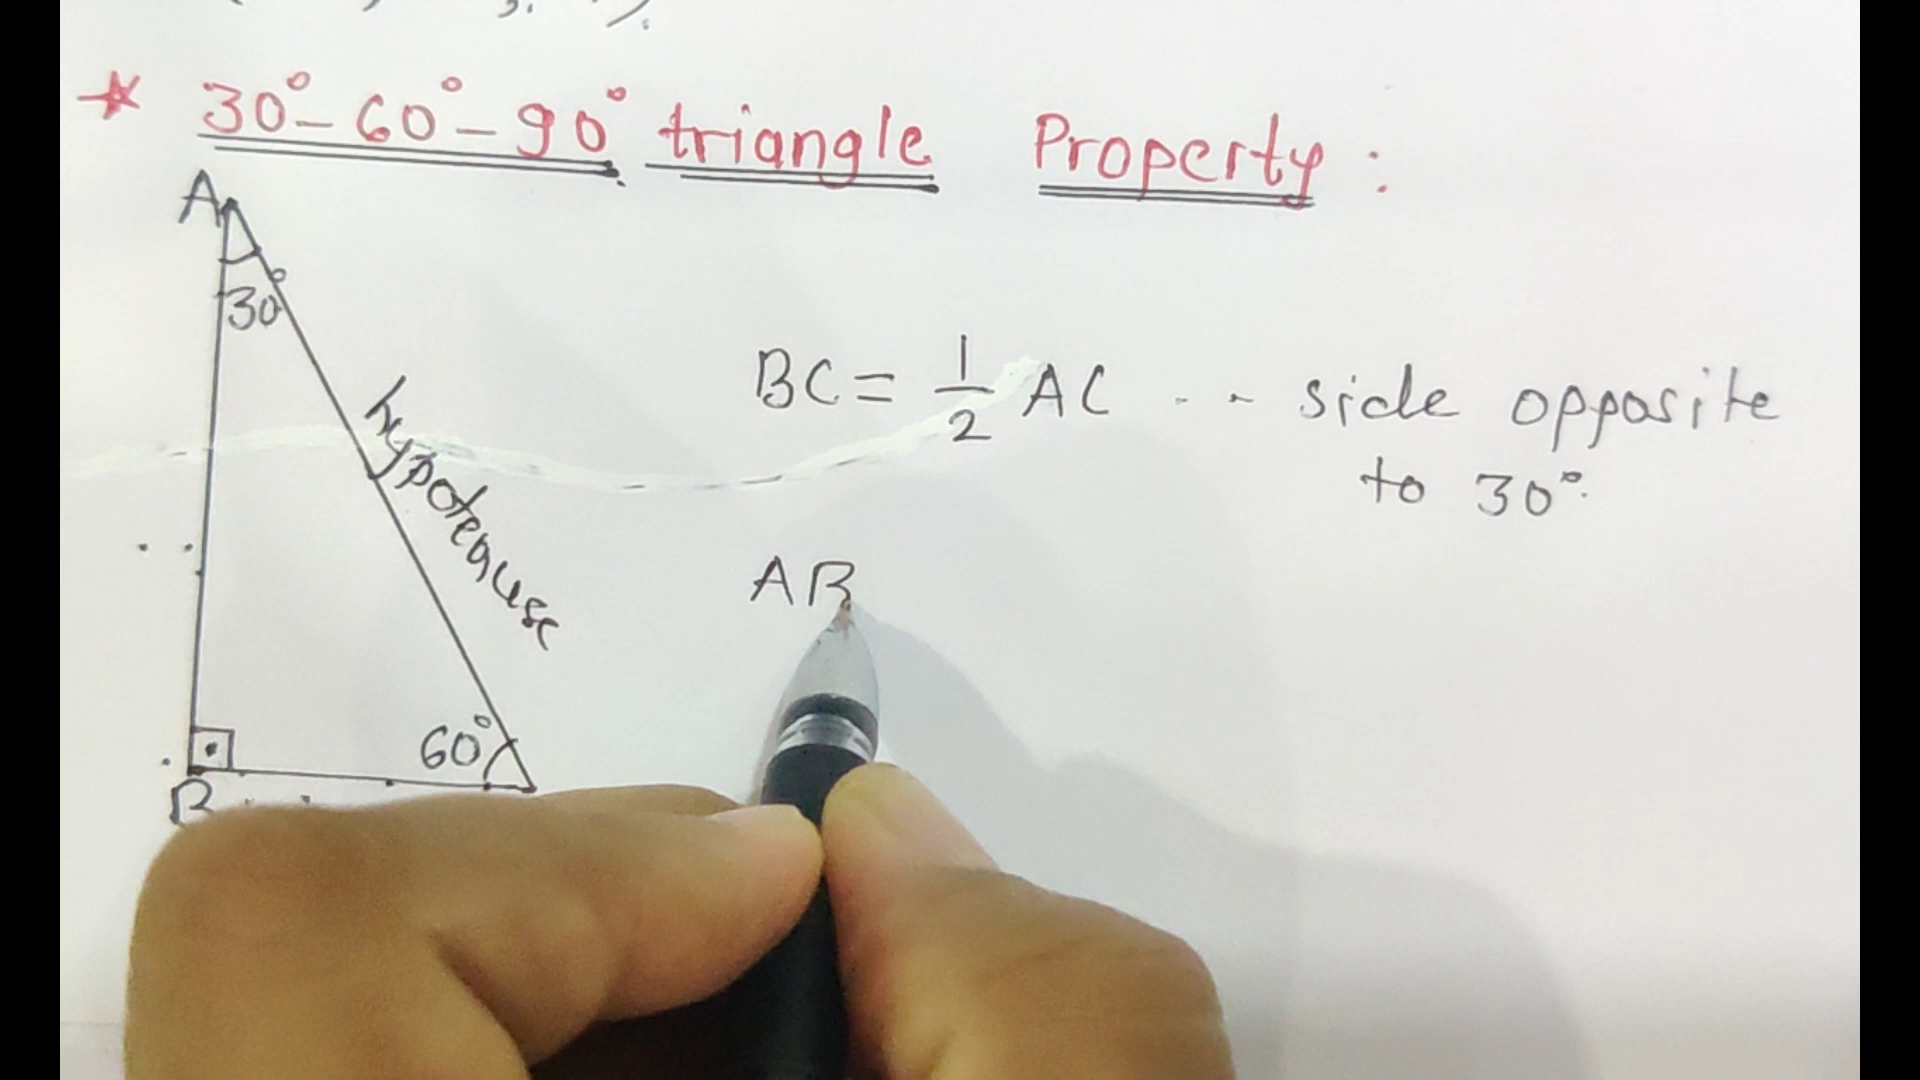 * 30°-60°-90° triangle Property :
A
30°
hypotenuse
60°
B
BC = 1/2 AC .. side opposite
to 30°.
AB